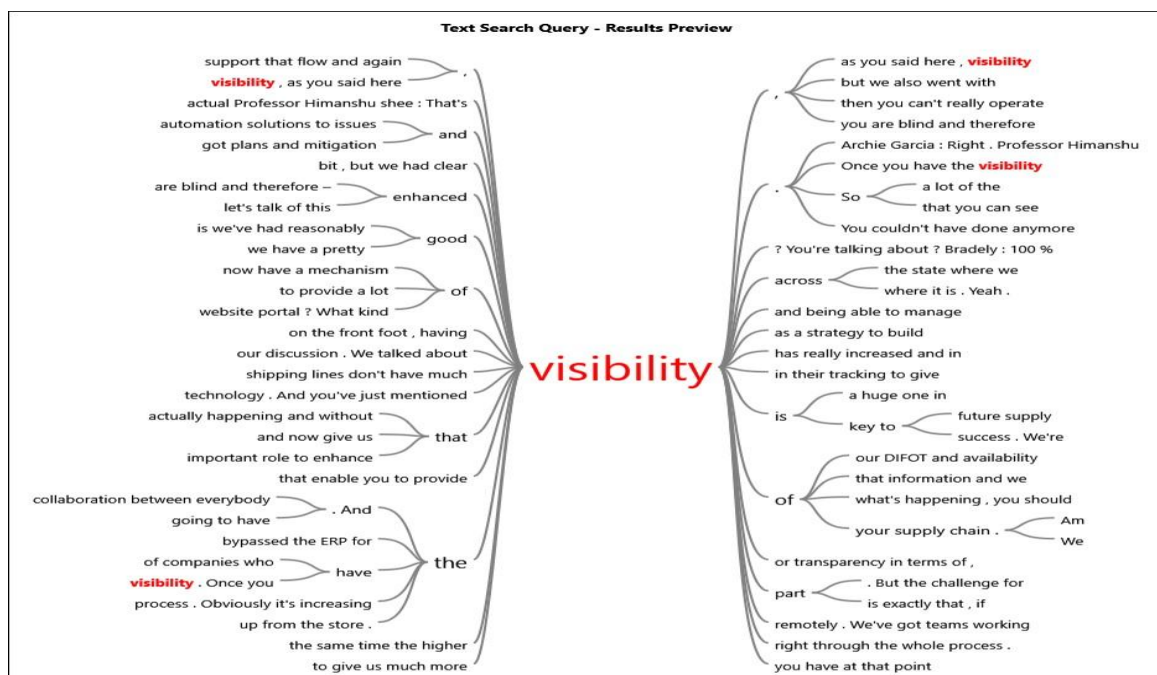 Text Search Query - Results Preview
support that flow and again
visibility , as you said here
,
actual Professor Himanshu shee : That's
automation solutions to issues
got plans and mitigation
and
bit , but we had clear
are blind and therefore –
let's talk of this
enhanced
is we've had reasonably
we have a pretty
good
now have a mechanism
to provide a lot
website portal ? What kind
of
on the front foot , having
our discussion . We talked about
shipping lines don't have much
technology . And you've just mentioned
actually happening and without
and now give us
important role to enhance
that
that enable you to provide
collaboration between everybody
going to have
. And
bypassed the ERP for
of companies who
visibility . Once you
have
process . Obviously it's increasing
up from the store .
the
the same time the higher
to give us much more
visibility
,
as you said here , visibility
but we also went with
then you can't really operate
you are blind and therefore
.
Archie Garcia : Right . Professor Himanshu
Once you have the visibility
So
a lot of the
that you can see
You couldn't have done anymore
? You're talking about ? Bradely : 100 %
across
the state where we
where it is . Yeah .
and being able to manage
as a strategy to build
has really increased and in
in their tracking to give
is
a huge one in
key to
future supply
success . We're
of
our DIFOT and availability
that information and we
what's happening , you should
your supply chain .
Am
We
or transparency in terms of ,
part
. But the challenge for
is exactly that , if
remotely . We've got teams working
right through the whole process .
you have at that point